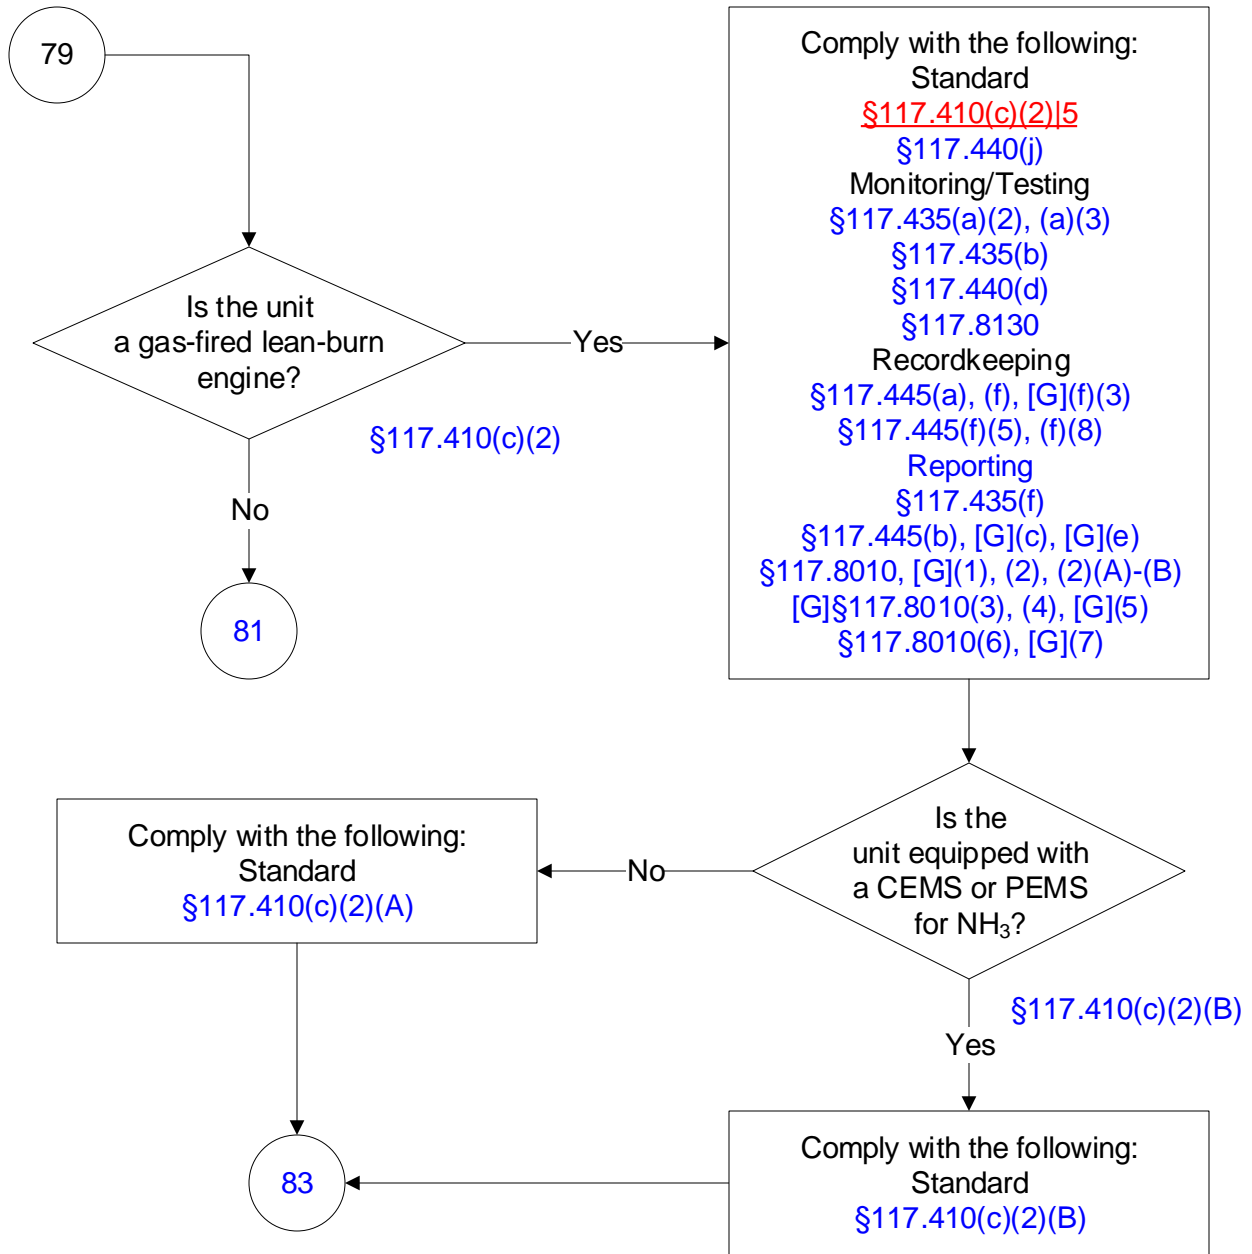 79
Comply with the following:
Standard
§117.410(c)(2)|5
§117.440(j)
Monitoring/Testing
§117.435(a)(2), (a)(3)
§117.435(b)
§117.440(d)
§117.8130
Recordkeeping
§117.445(a), (f), [G](f)(3)
§117.445(f)(5), (f)(8)
Reporting
§117.435(f)
§117.445(b), [G](c), [G](e)
§117.8010, [G](1), (2), (2)(A)-(B)
[G]§117.8010(3), (4), [G](5)
§117.8010(6), [G](7)
Is the unit
a gas-fired lean-burn
engine?
Yes
§117.410(c)(2)
No
81
Is the
unit equipped with
a CEMS or PEMS
for NH₃?
§117.410(c)(2)(B)
No
Comply with the following:
Standard
§117.410(c)(2)(A)
Yes
Comply with the following:
Standard
§117.410(c)(2)(B)
83